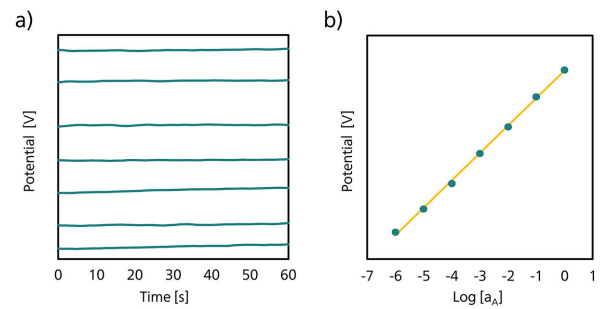 a)
Potential [V]
0 10 20 30 40 50 60
Time [s]
b)
Potential [V]
-7 -6 -5 -4 -3 -2 -1 0 1
Log [a_A]